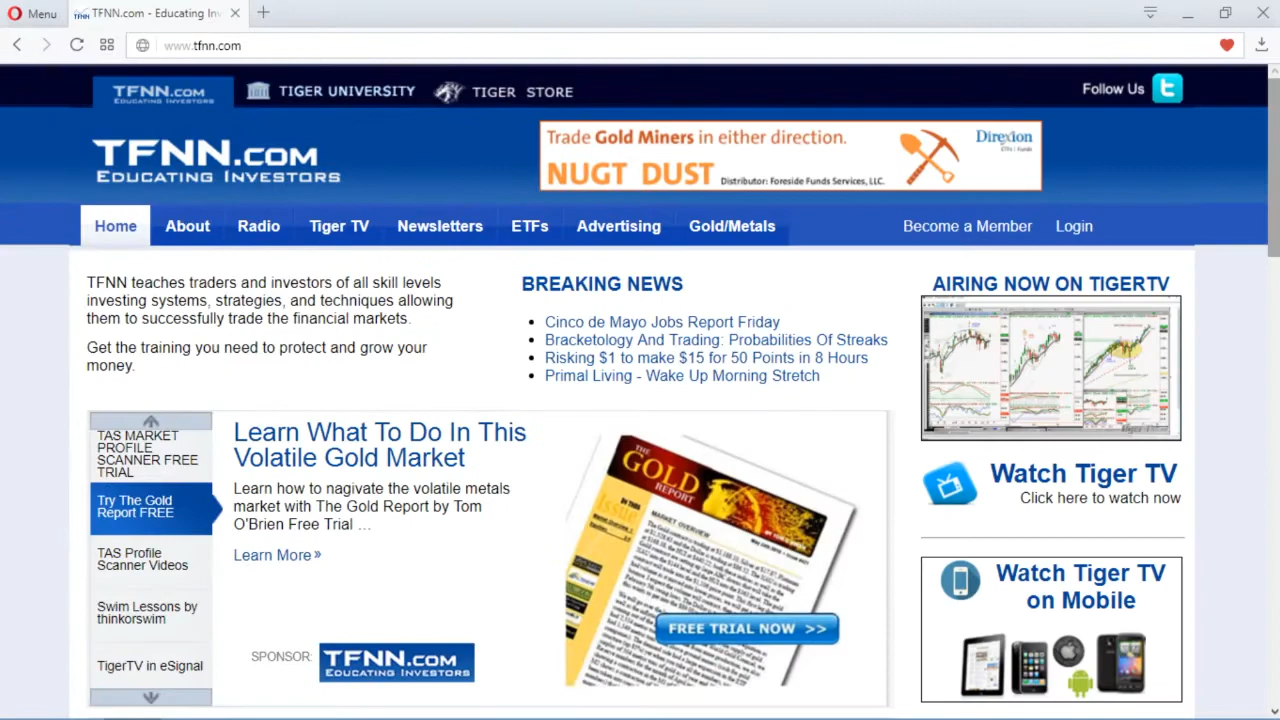 Menu
TFNN.com - Educating Inv
www.tfnn.com
TFNN.COM
EDUCATING INVESTORS
TIGER UNIVERSITY
TIGER STORE
Follow Us
TFNN.COM
EDUCATING INVESTORS
Trade Gold Miners in either direction.
NUGT DUST
Distributor: Foreside Funds Services, LLC.
Direxion
ETFs | Funds
Home
About
Radio
Tiger TV
Newsletters
ETFs
Advertising
Gold/Metals
Become a Member
Login
TFNN teaches traders and investors of all skill levels
investing systems, strategies, and techniques allowing
them to successfully trade the financial markets.
Get the training you need to protect and grow your
money.
BREAKING NEWS
Cinco de Mayo Jobs Report Friday
Bracketology And Trading: Probabilities Of Streaks
Risking $1 to make $15 for 50 Points in 8 Hours
Primal Living - Wake Up Morning Stretch
AIRING NOW ON TIGERTV
Watch Tiger TV
Click here to watch now
Watch Tiger TV
on Mobile
TAS MARKET
PROFILE
SCANNER FREE
TRIAL
Try The Gold
Report FREE
TAS Profile
Scanner Videos
Swim Lessons by
thinkorswim
TigerTV in eSignal
Learn What To Do In This
Volatile Gold Market
Learn how to nagivate the volatile metals
market with The Gold Report by Tom
O'Brien Free Trial ...
Learn More »
SPONSOR:
TFNN.COM
EDUCATING INVESTORS
THE
GOLD
REPORT
IN THIS
Issue
MARKET OVERVIEW
FREE TRIAL NOW >>